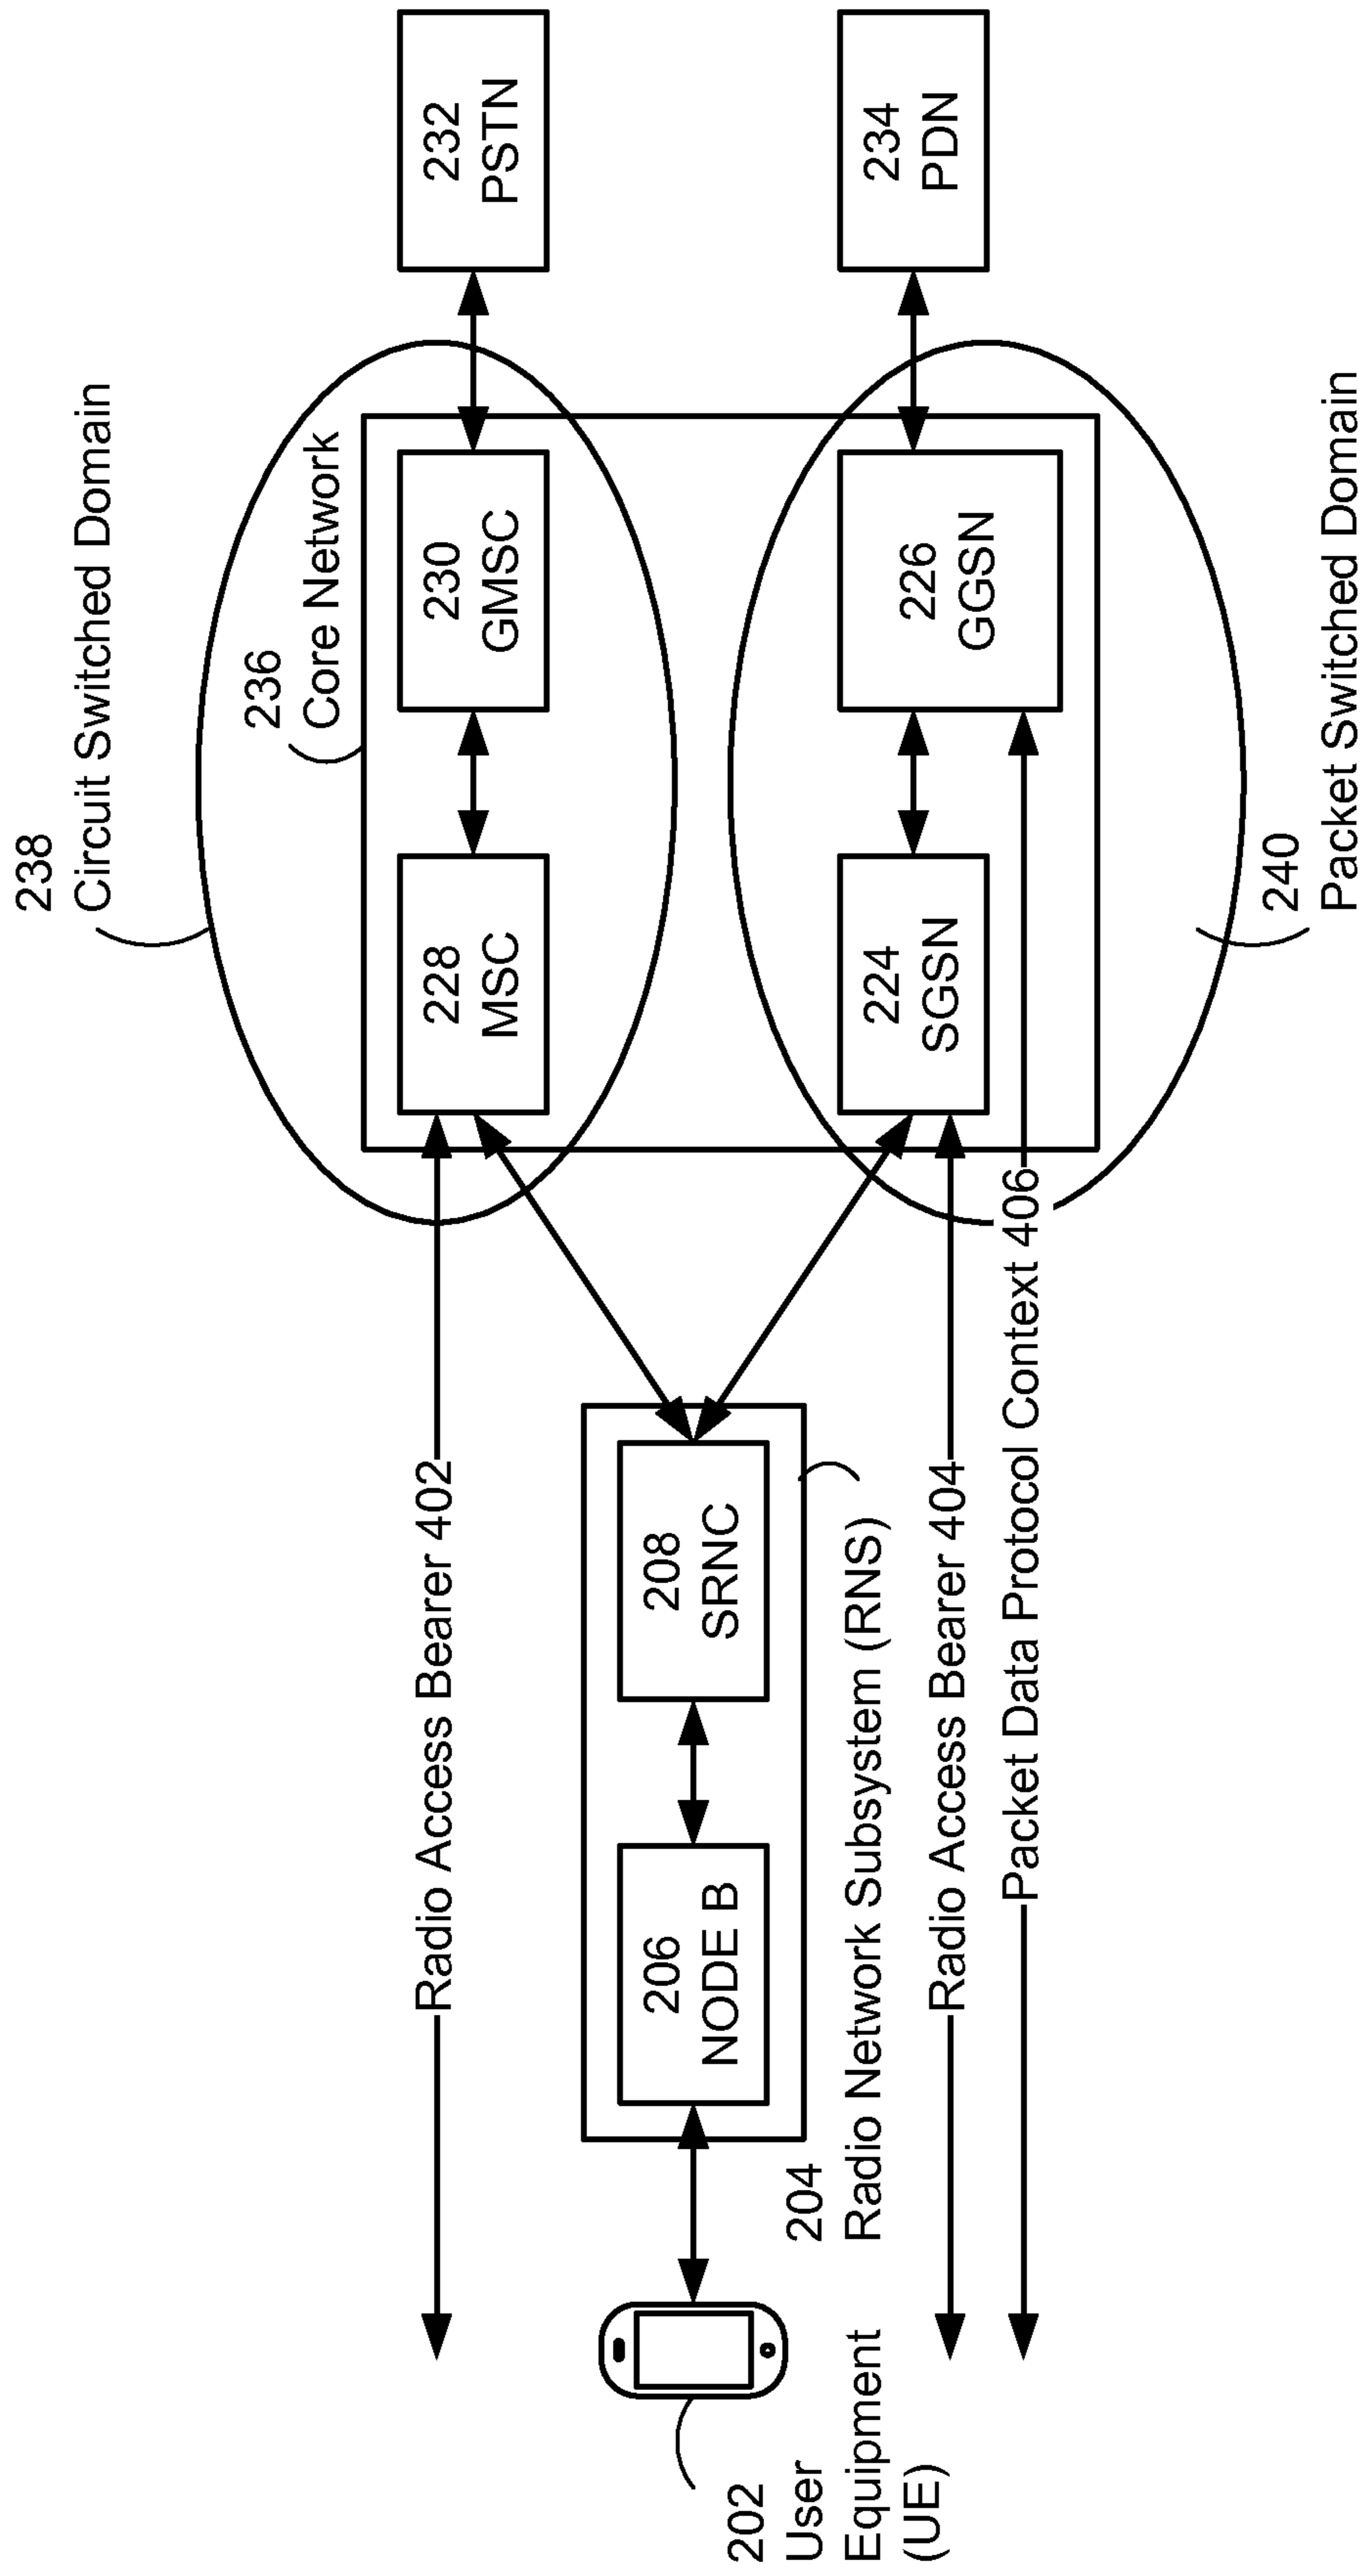 238
Circuit Switched Domain
236
Core Network
Radio Access Bearer 402
228
MSC
230
GMSC
232
PSTN
206
NODE B
208
SRNC
202
User
Equipment
(UE)
204
Radio Network Subsystem (RNS)
224
SGSN
226
GGSN
234
PDN
Radio Access Bearer 404
Packet Data Protocol Context 406
240
Packet Switched Domain